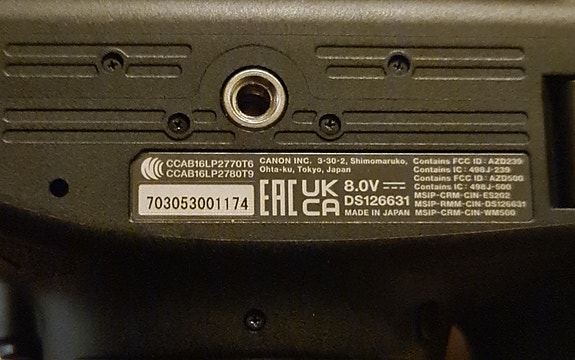 CCAB16LP2770T6
CCAB16LP2780T9
703053001174
CANON INC. 3-30-2, Shimomaruko,
Ohta-ku, Tokyo, Japan
EAC
UK
CA
8.0V
DS126631
MADE IN JAPAN
Contains FCC ID : AZD239
Contains IC : 498J-239
Contains FCC ID : AZD500
Contains IC : 498J-500
MSIP-CRM-CIN-ES202
MSIP-RMM-CIN-DS126631
MSIP-CRM-CIN-WM500